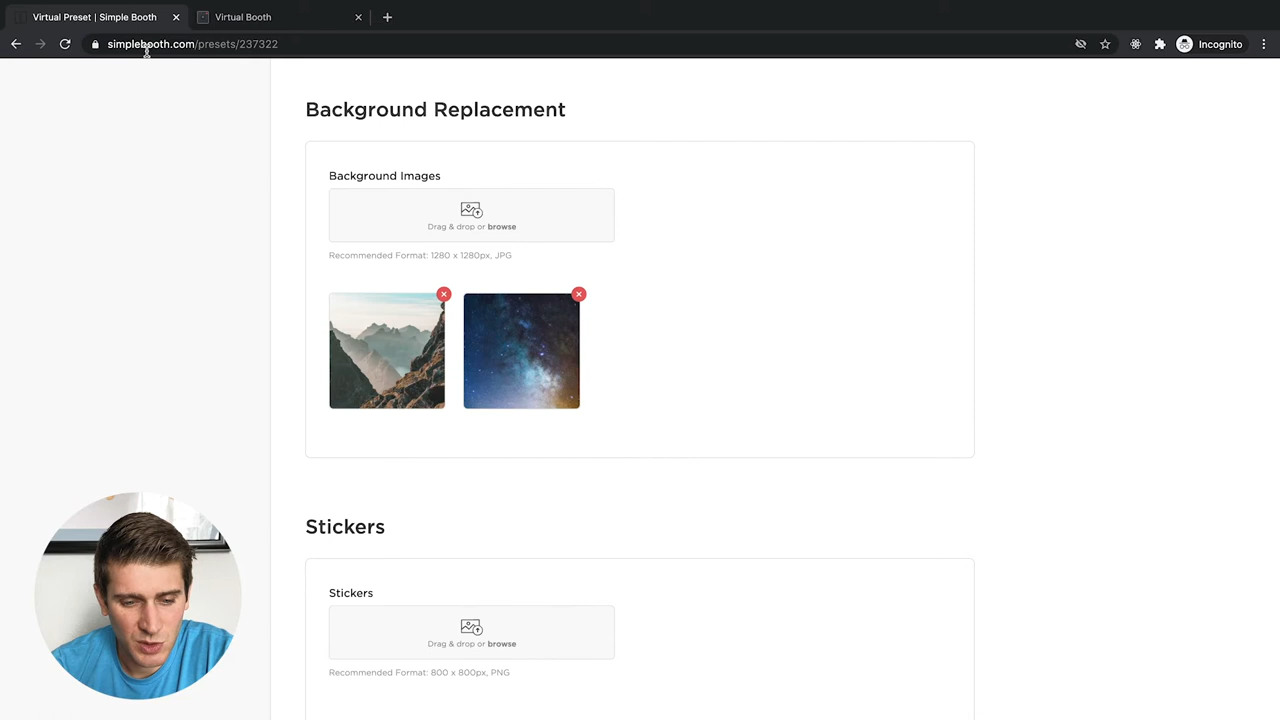 Virtual Preset | Simple Booth
Virtual Booth
simplebooth.com/presets/237322
Incognito
Background Replacement
Background Images
Drag & drop or browse
Recommended Format: 1280 x 1280px, JPG
Stickers
Stickers
Drag & drop or browse
Recommended Format: 800 x 800px, PNG